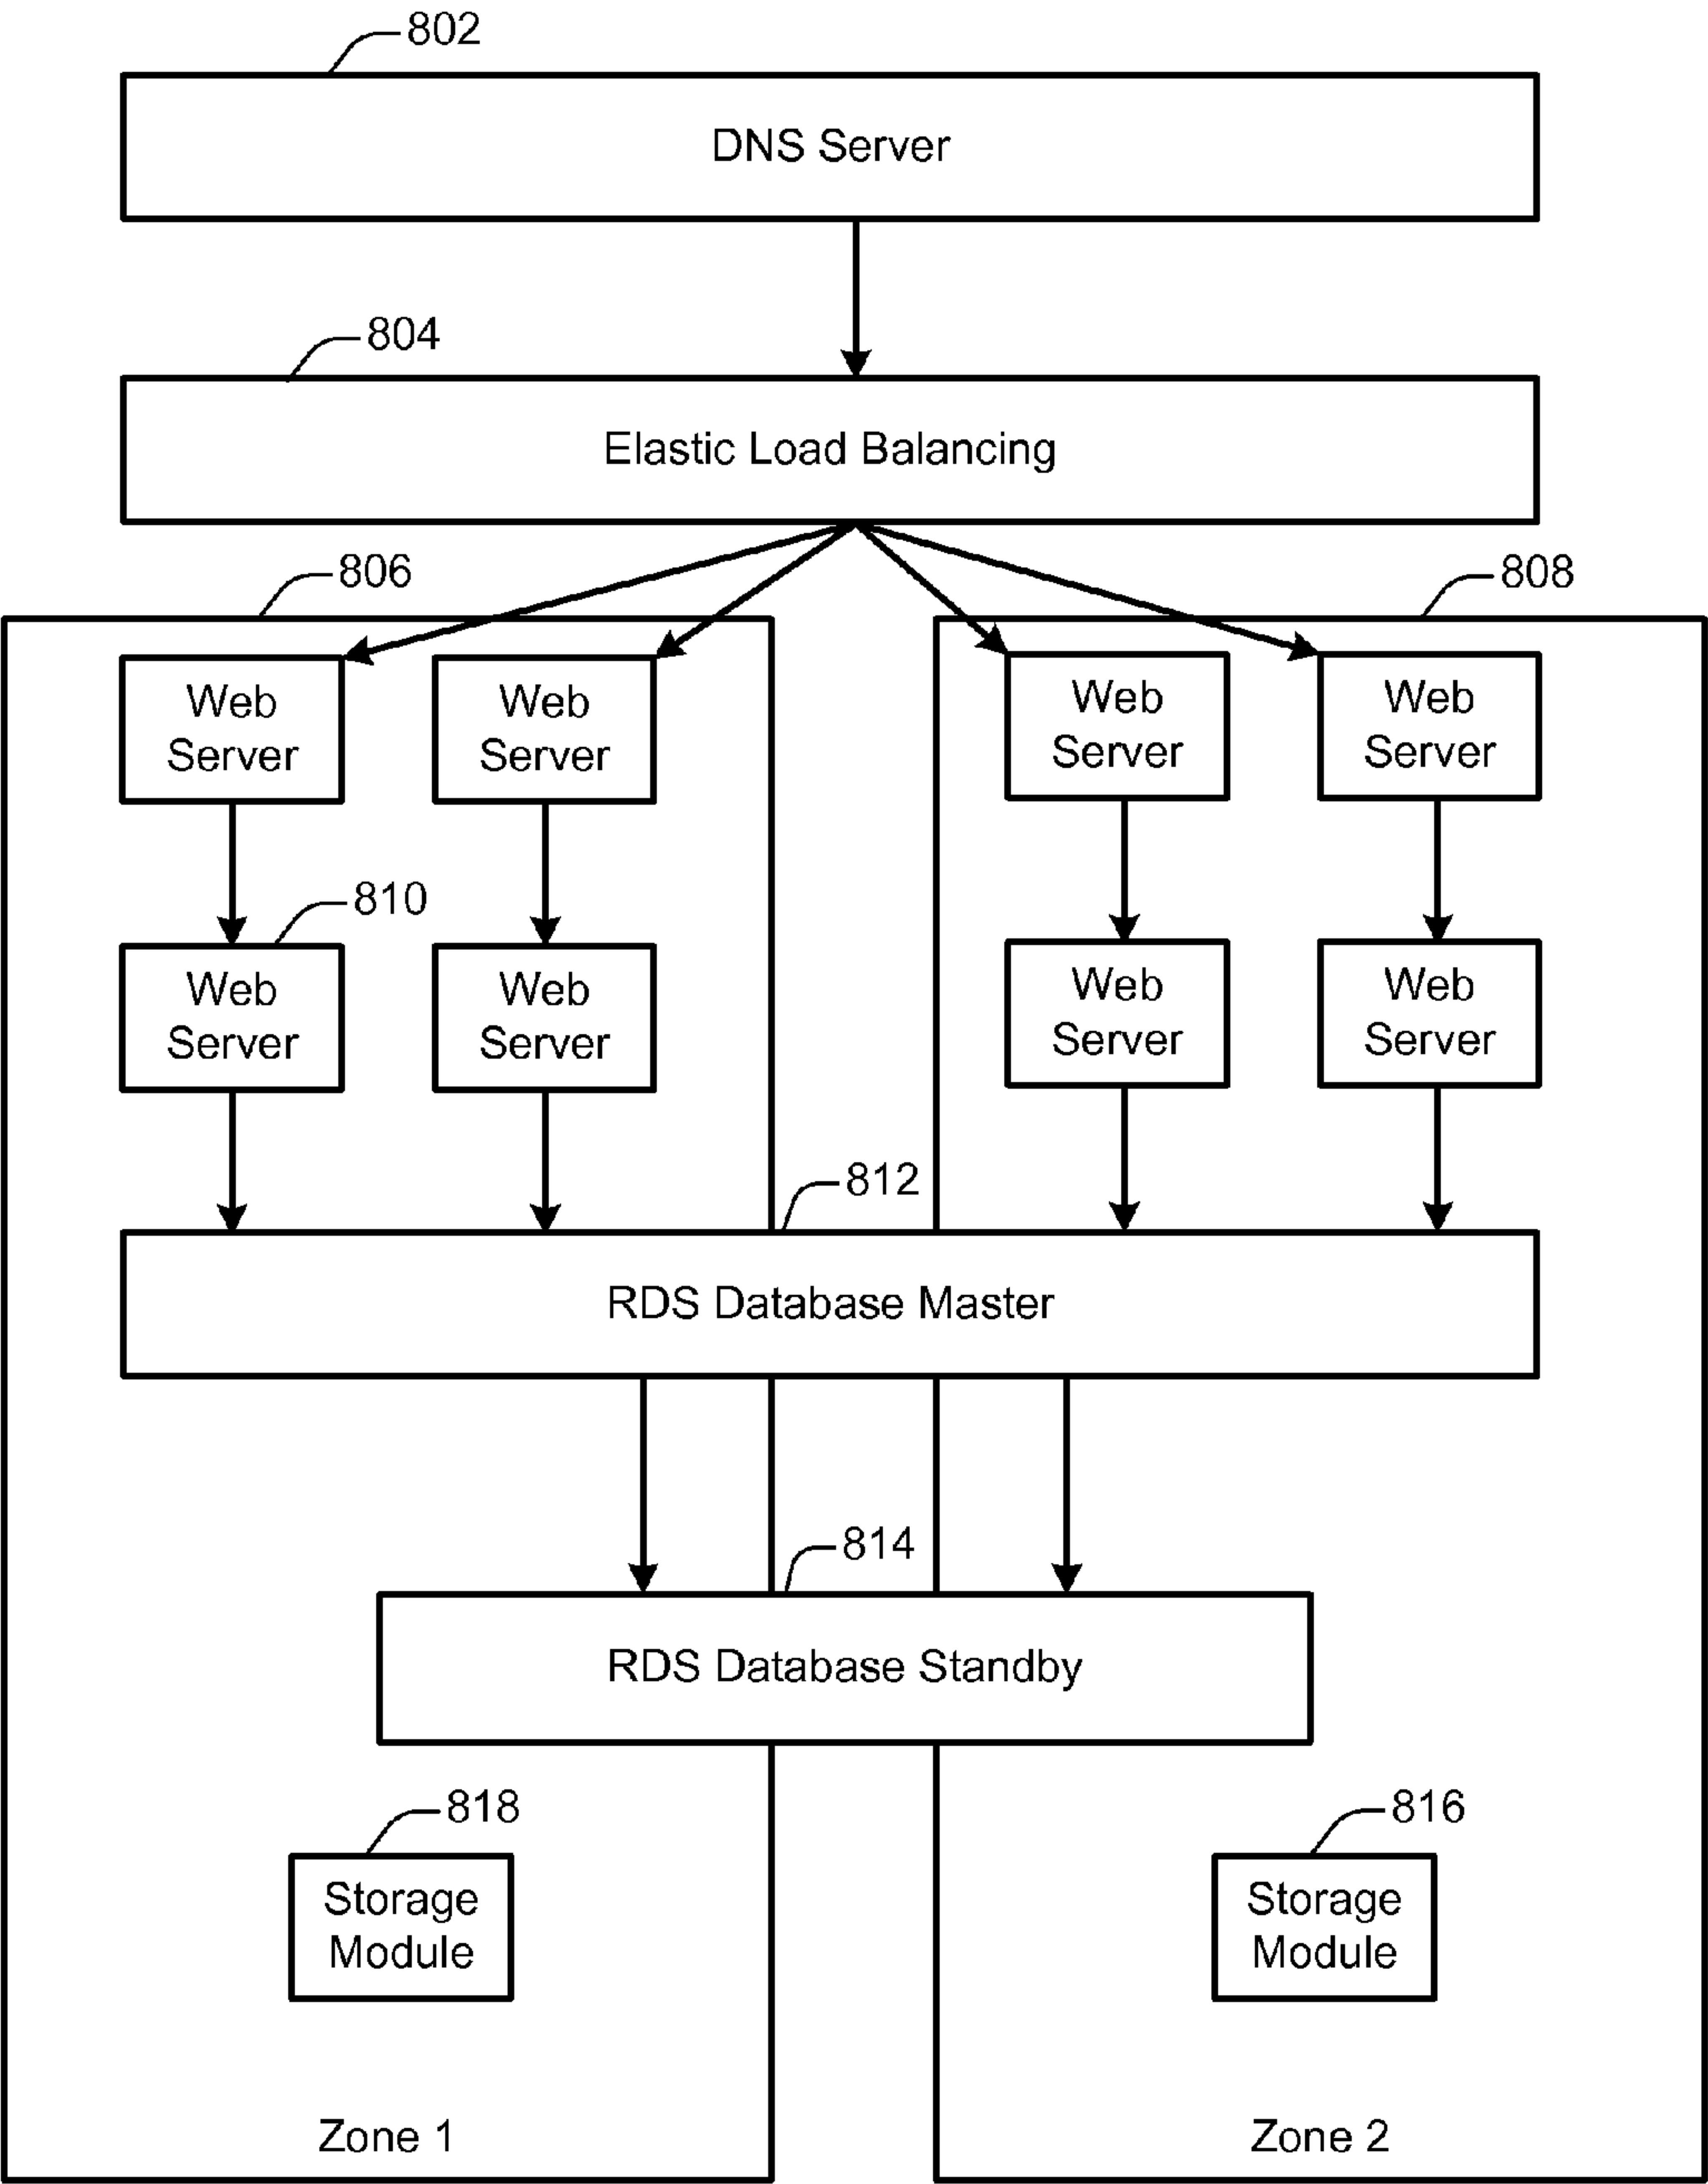 802
DNS Server
804
Elastic Load Balancing
806
808
Web
Server
Web
Server
Web
Server
Web
Server
810
Web
Server
Web
Server
Web
Server
Web
Server
812
RDS Database Master
814
RDS Database Standby
818
816
Storage
Module
Storage
Module
Zone 1
Zone 2